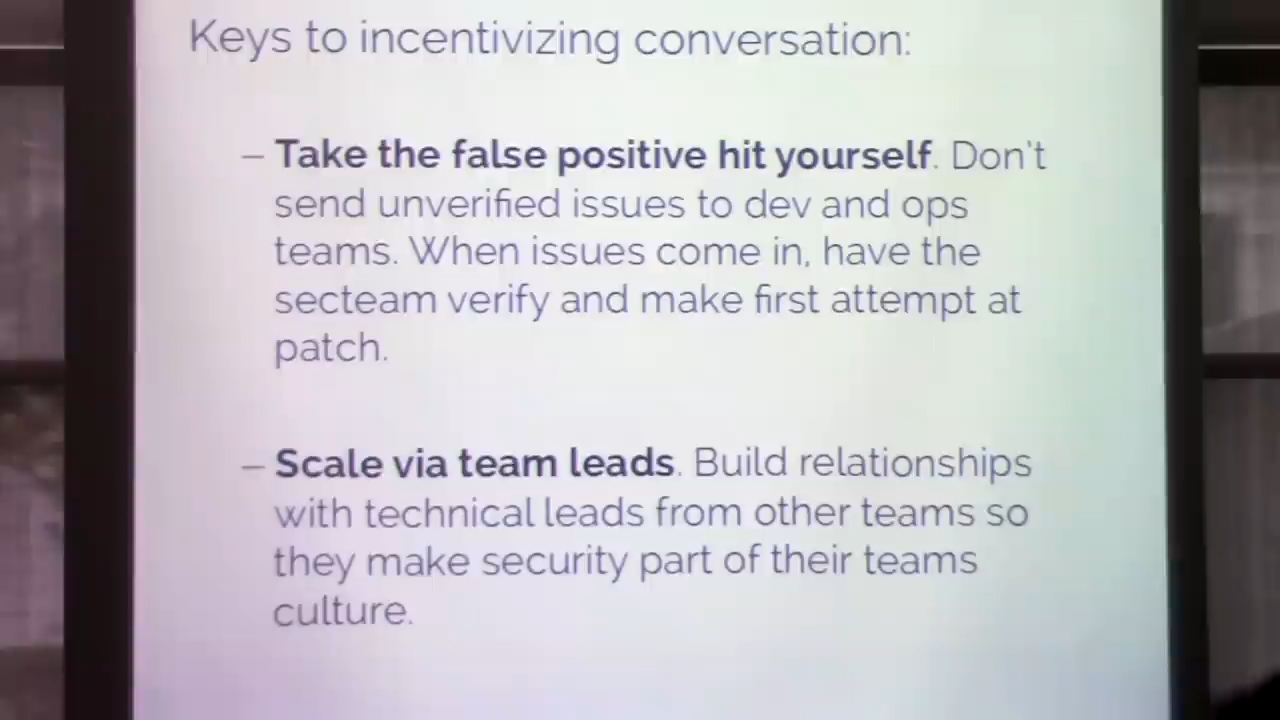 Keys to incentivizing conversation:
– Take the false positive hit yourself. Don't
send unverified issues to dev and ops
teams. When issues come in, have the
secteam verify and make first attempt at
patch.
– Scale via team leads. Build relationships
with technical leads from other teams so
they make security part of their teams
culture.